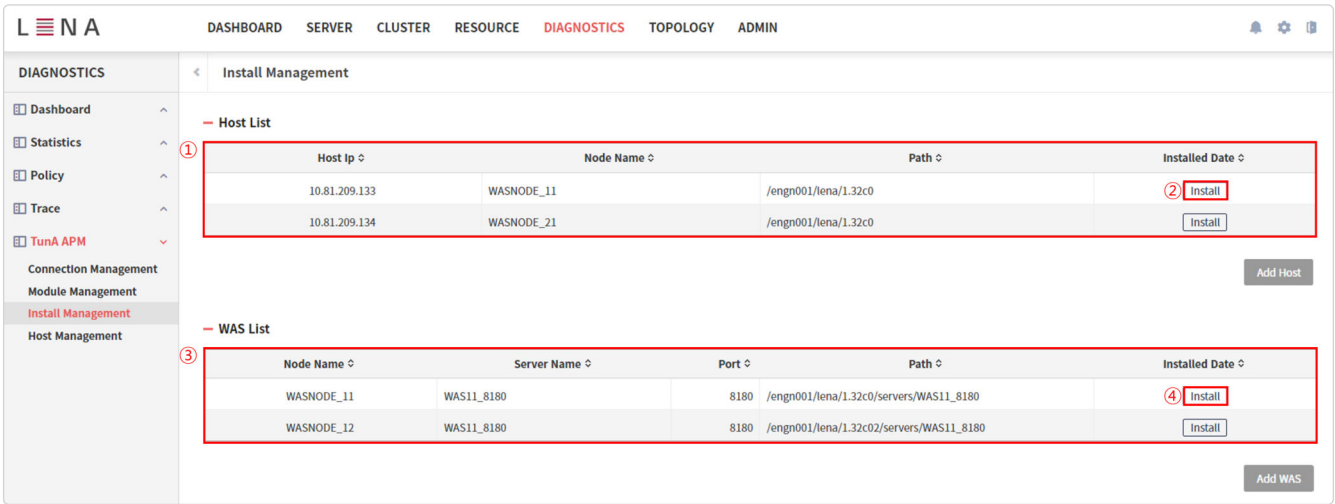 LENA DASHBOARD SERVER CLUSTER RESOURCE DIAGNOSTICS TOPOLOGY ADMIN
DIAGNOSTICS
Install Management
Dashboard
Statistics
Policy
Trace
TunA APM
Connection Management
Module Management
Install Management
Host Management
Host List
①
Host Ip Node Name Path Installed Date
10.81.209.133 WASNODE_11 /engn001/lena/1.32c0 ② Install
10.81.209.134 WASNODE_21 /engn001/lena/1.32c0 Install
Add Host
WAS List
③
Node Name Server Name Port Path Installed Date
WASNODE_11 WAS11_8180 8180 /engn001/lena/1.32c0/servers/WAS11_8180 ④ Install
WASNODE_12 WAS11_8180 8180 /engn001/lena/1.32c02/servers/WAS11_8180 Install
Add WAS